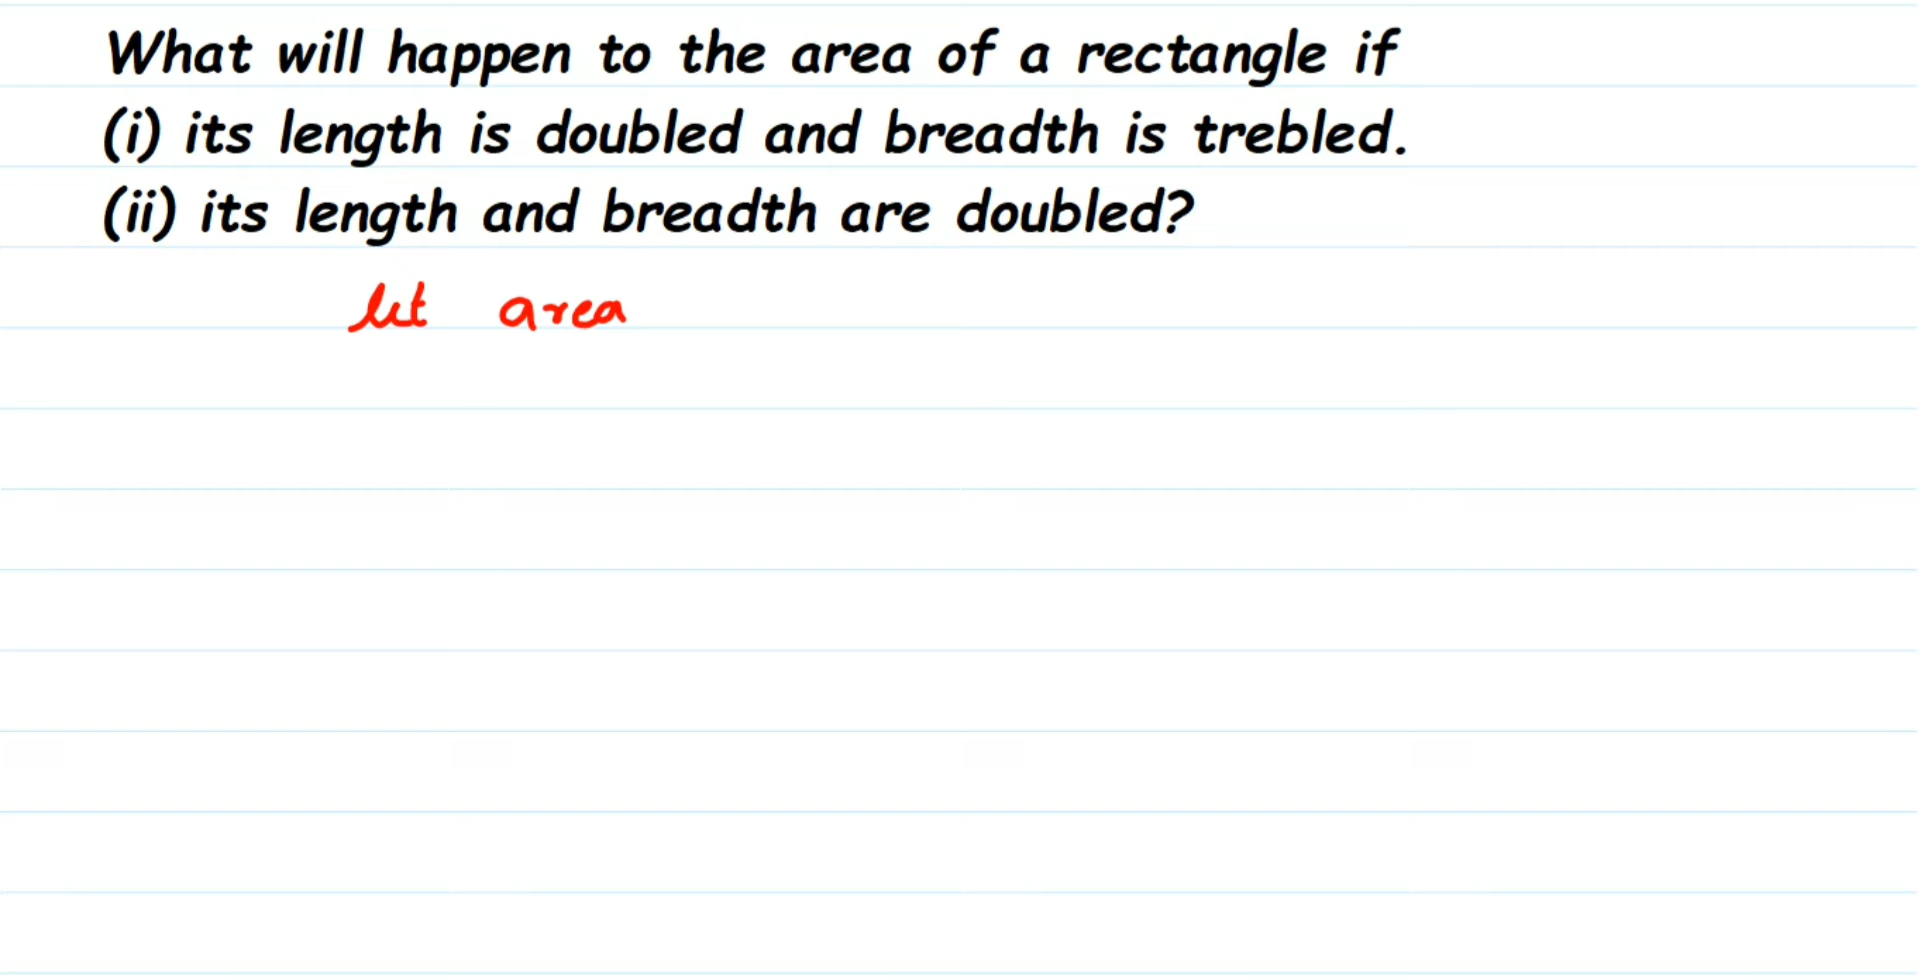 What will happen to the area of a rectangle if
(i) its length is doubled and breadth is trebled.
(ii) its length and breadth are doubled?
let area